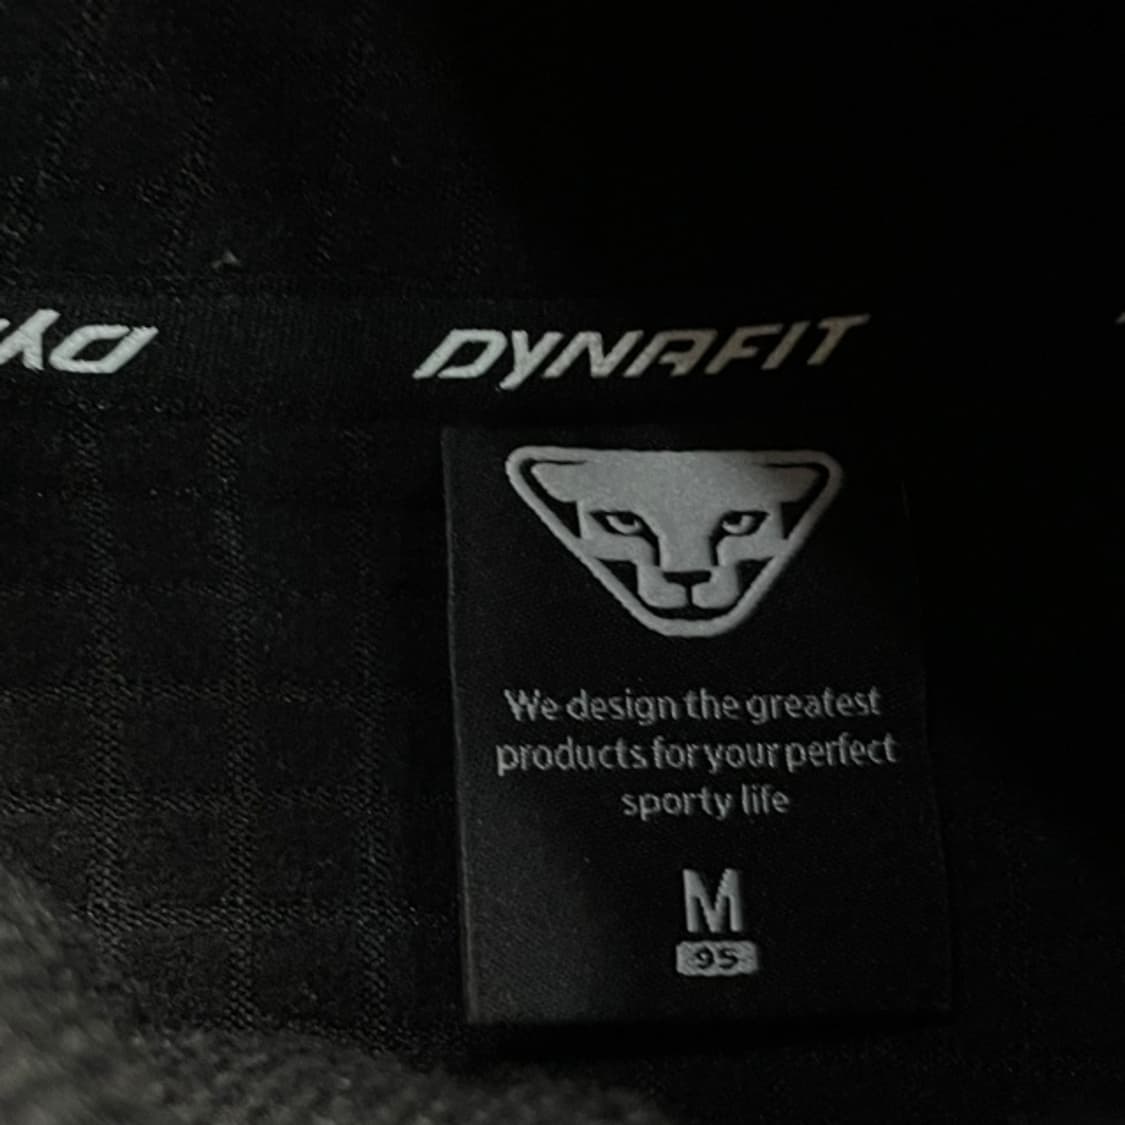 DYNAFIT
We design the greatest
products for your perfect
sporty life
M
95